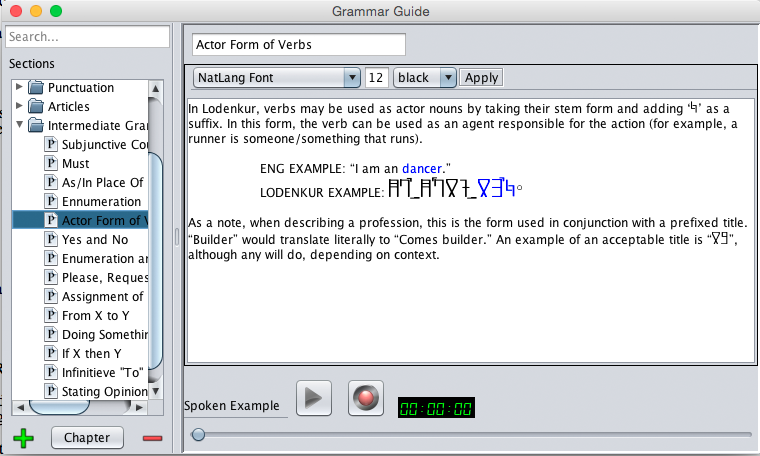 Grammar Guide
Search...
Sections
Punctuation
Articles
Intermediate Gra
Subjunctive Co
Must
As/In Place Of
Ennumeration
Actor Form of V
Yes and No
Enumeration an
Please, Reques
Assignment of
From X to Y
Doing Somethin
If X then Y
Infinitieve "To"
Stating Opinion
Chapter
Actor Form of Verbs
NatLang Font 12 black Apply
In Lodenkur, verbs may be used as actor nouns by taking their stem form and adding ‘ ’ as a
suffix. In this form, the verb can be used as an agent responsible for the action (for example, a
runner is someone/something that runs).
ENG EXAMPLE: “I am an dancer.”
LODENKUR EXAMPLE:
As a note, when describing a profession, this is the form used in conjunction with a prefixed title.
“Builder” would translate literally to “Comes builder.” An example of an acceptable title is “ ”,
although any will do, depending on context.
Spoken Example
00:00:00